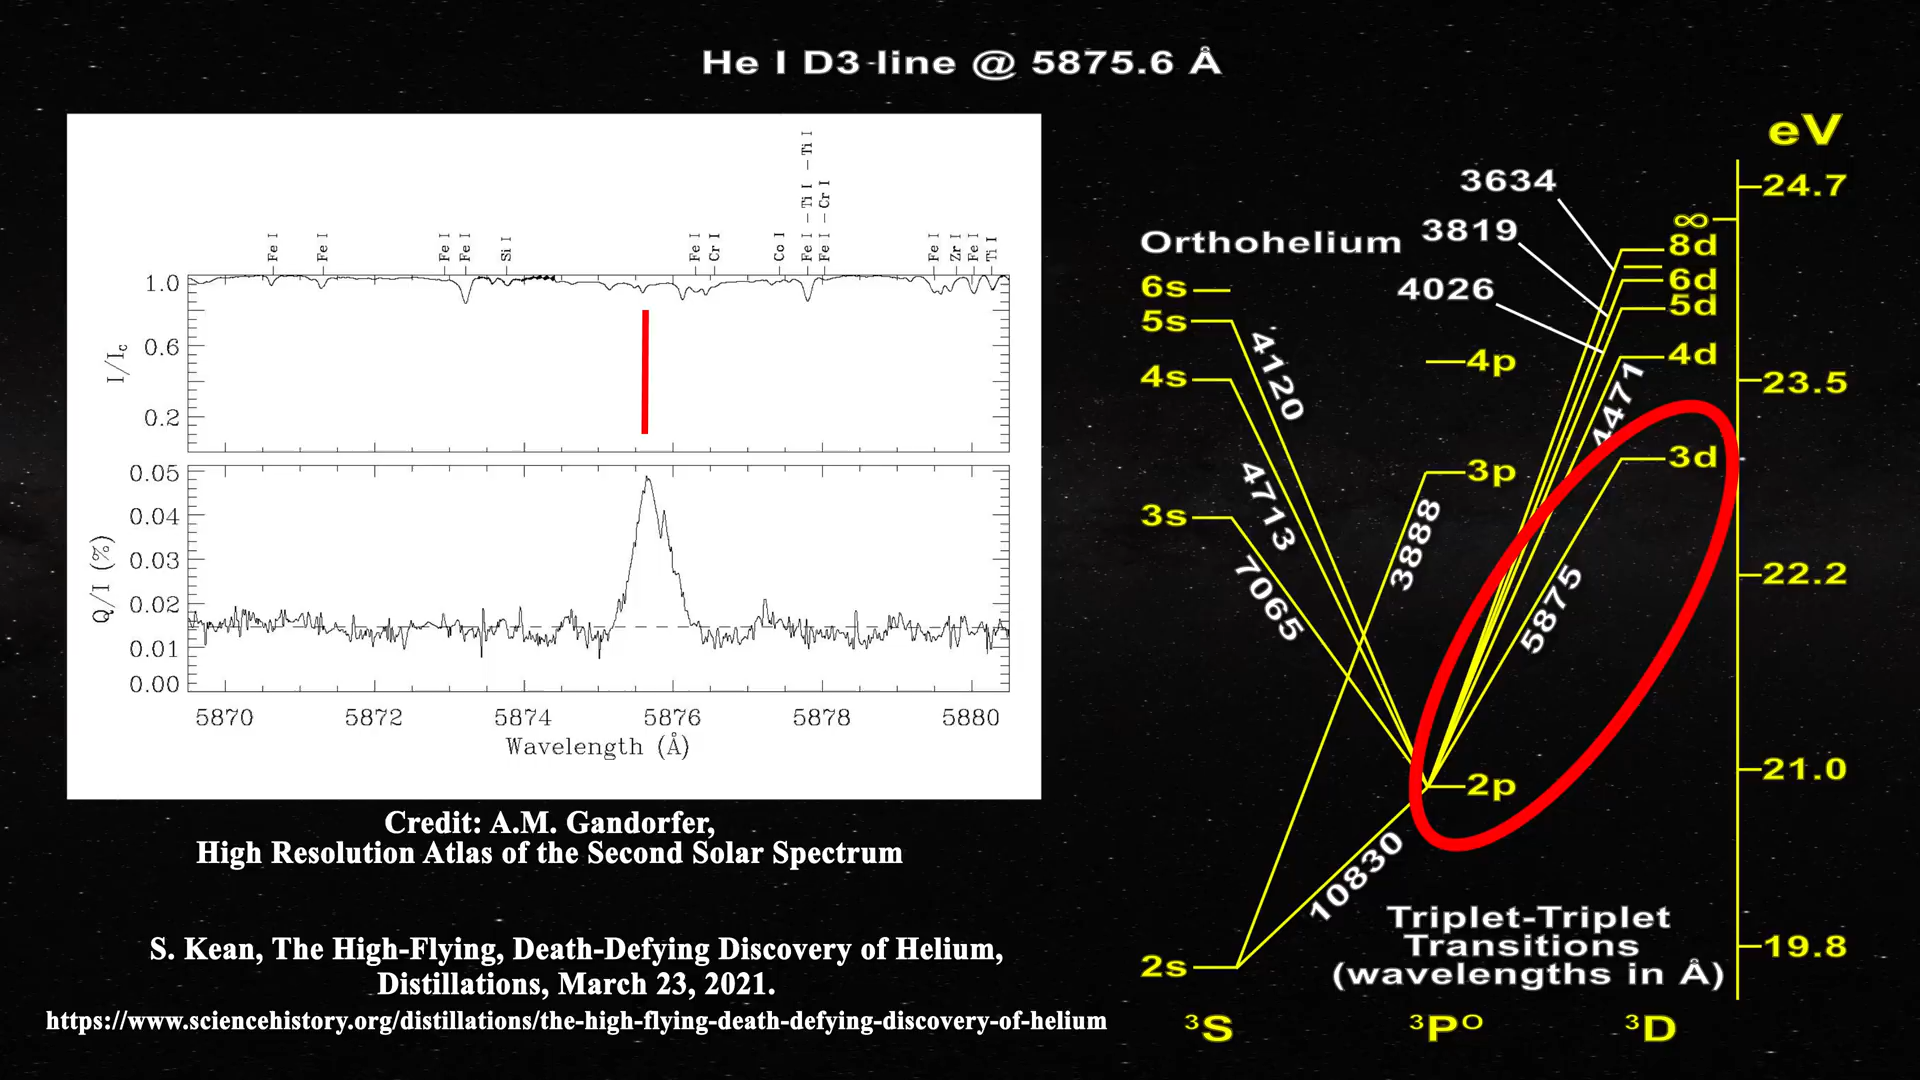 He I D3 line @ 5875.6 Å
Fe I
Fe I
Fe I
Fe I
Si I
Fe I
Cr I
Co I
Fe I – Ti I – Ti I
Fe I – Cr I
Fe I
Zr I
Fe I
Ti I
1.0
0.6
0.2
I/Ic
0.05
0.04
0.03
0.02
0.01
0.00
Q/I (%)
5870 5872 5874 5876 5878 5880
Wavelength (Å)
Credit: A.M. Gandorfer,
High Resolution Atlas of the Second Solar Spectrum
S. Kean, The High-Flying, Death-Defying Discovery of Helium,
Distillations, March 23, 2021.
https://www.sciencehistory.org/distillations/the-high-flying-death-defying-discovery-of-helium
eV
24.7
23.5
22.2
21.0
19.8
Orthohelium
6s
5s
4s
3s
2s
4120
4713
7065
3888
10830
3634
3819
4026
4471
5875
4p
3p
2p
∞
8d
6d
5d
4d
3d
Triplet-Triplet
Transitions
(wavelengths in Å)
³S ³Pᴼ ³D